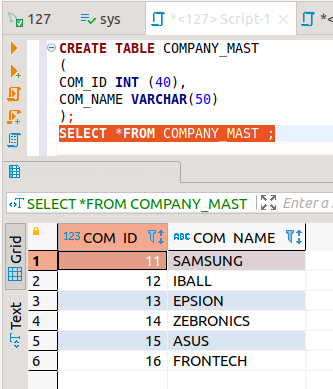 127
sys
*<127> Script-1
CREATE TABLE COMPANY_MAST
(
COM_ID INT (40),
COM_NAME VARCHAR(50)
);
SELECT *FROM COMPANY_MAST ;
SELECT *FROM COMPANY_MAST
Enter a
Grid
Text
123 COM_ID ABC COM_NAME
1 11 SAMSUNG
2 12 IBALL
3 13 EPSION
4 14 ZEBRONICS
5 15 ASUS
6 16 FRONTECH